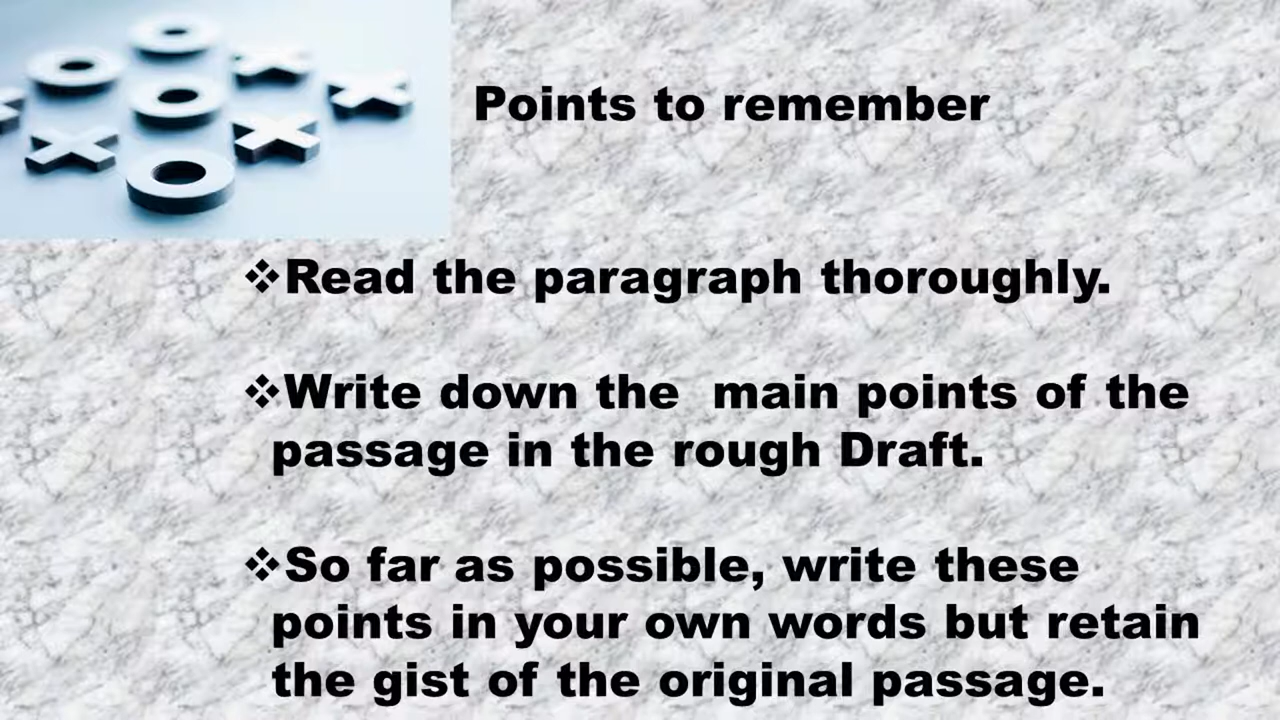 Points to remember
❖Read the paragraph thoroughly.
❖Write down the  main points of the
passage in the rough Draft.
❖So far as possible, write these
points in your own words but retain
the gist of the original passage.